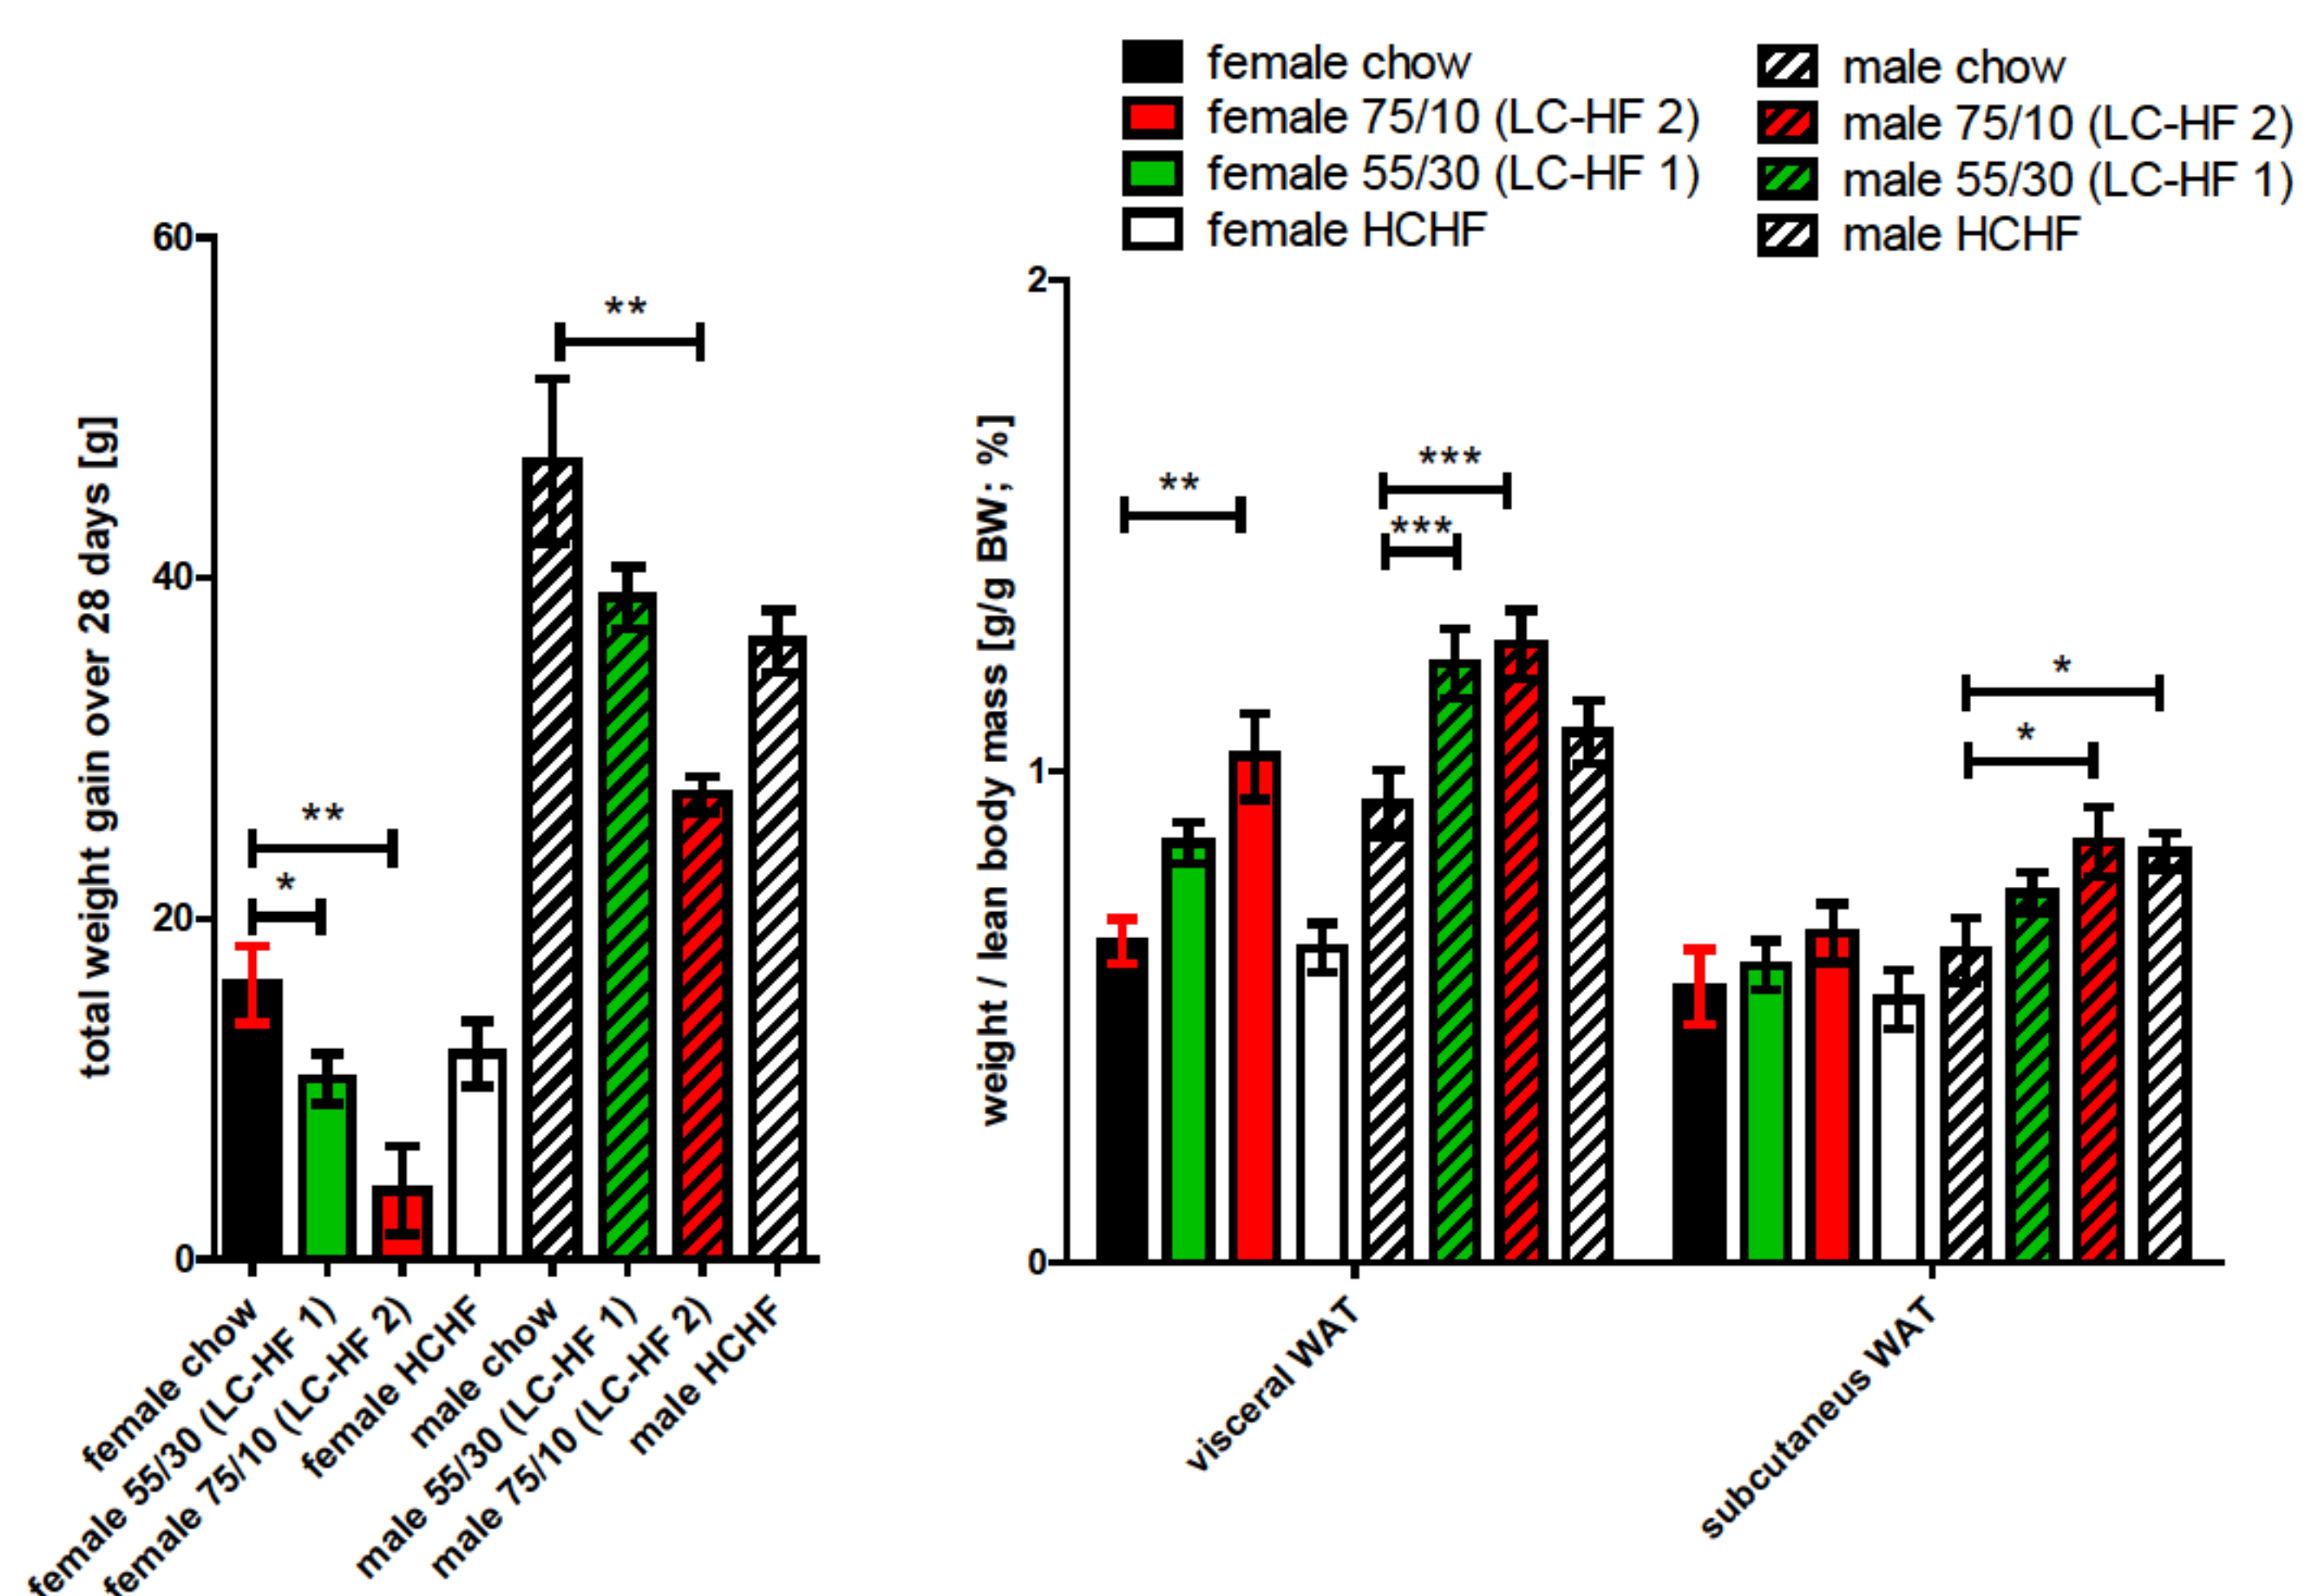 female chow
female 75/10 (LC-HF 2)
female 55/30 (LC-HF 1)
female HCHF
male chow
male 75/10 (LC-HF 2)
male 55/30 (LC-HF 1)
male HCHF
total weight gain over 28 days [g]
60
40
20
0
**
*
**
female chow
female 55/30 (LC-HF 1)
female 75/10 (LC-HF 2)
female HCHF
male chow
male 55/30 (LC-HF 1)
male 75/10 (LC-HF 2)
male HCHF
weight / lean body mass [g/g BW; %]
2
1
0
**
***
***
*
*
visceral WAT
subcutaneus WAT